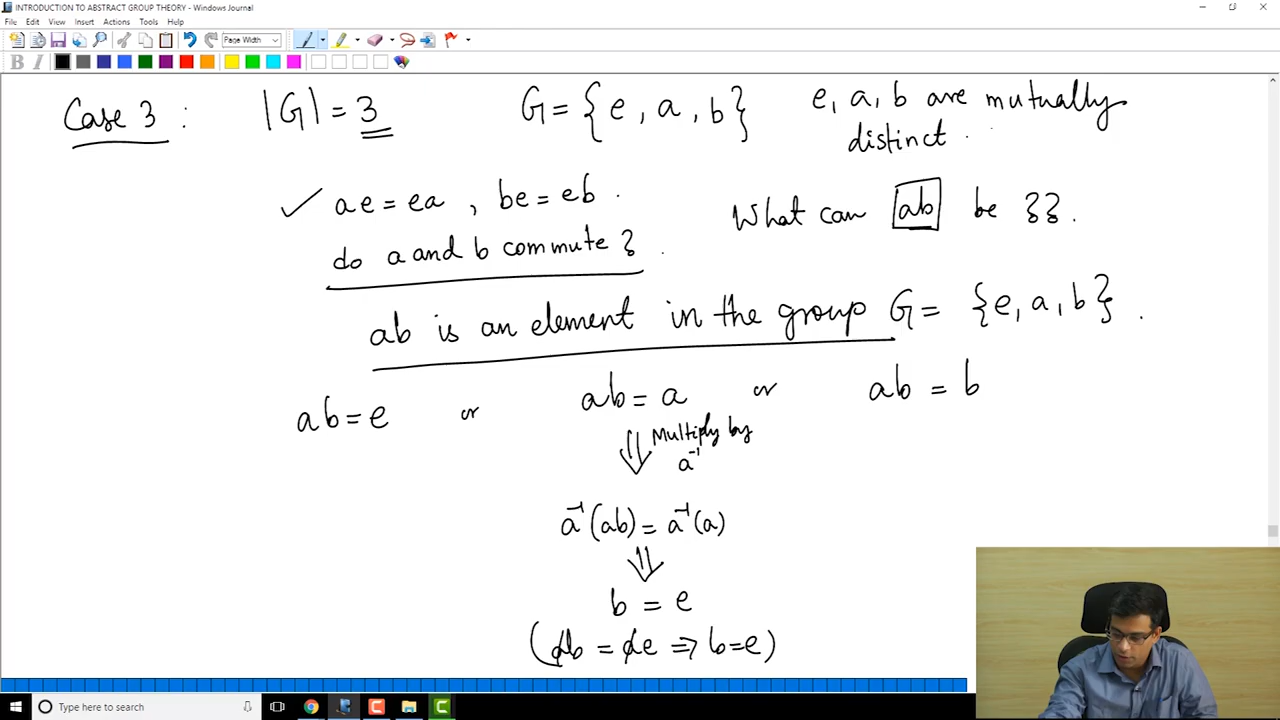 INTRODUCTION TO ABSTRACT GROUP THEORY - Windows Journal
File Edit View Insert Actions Tools Help
Page Width
B I
Case 3 : |G| = 3 G = {e, a, b} e, a, b are mutually
distinct .
✓ ae = ea , be = eb . What can ab be }}.
do a and b commute } .
ab is an element in the group G = {e, a, b} .
ab = e or ab = a or ab = b
⇓ Multiply by
a⁻¹
a⁻¹(ab) = a⁻¹(a)
⇓
b = e
(ab = ae ⇒ b=e)
Type here to search